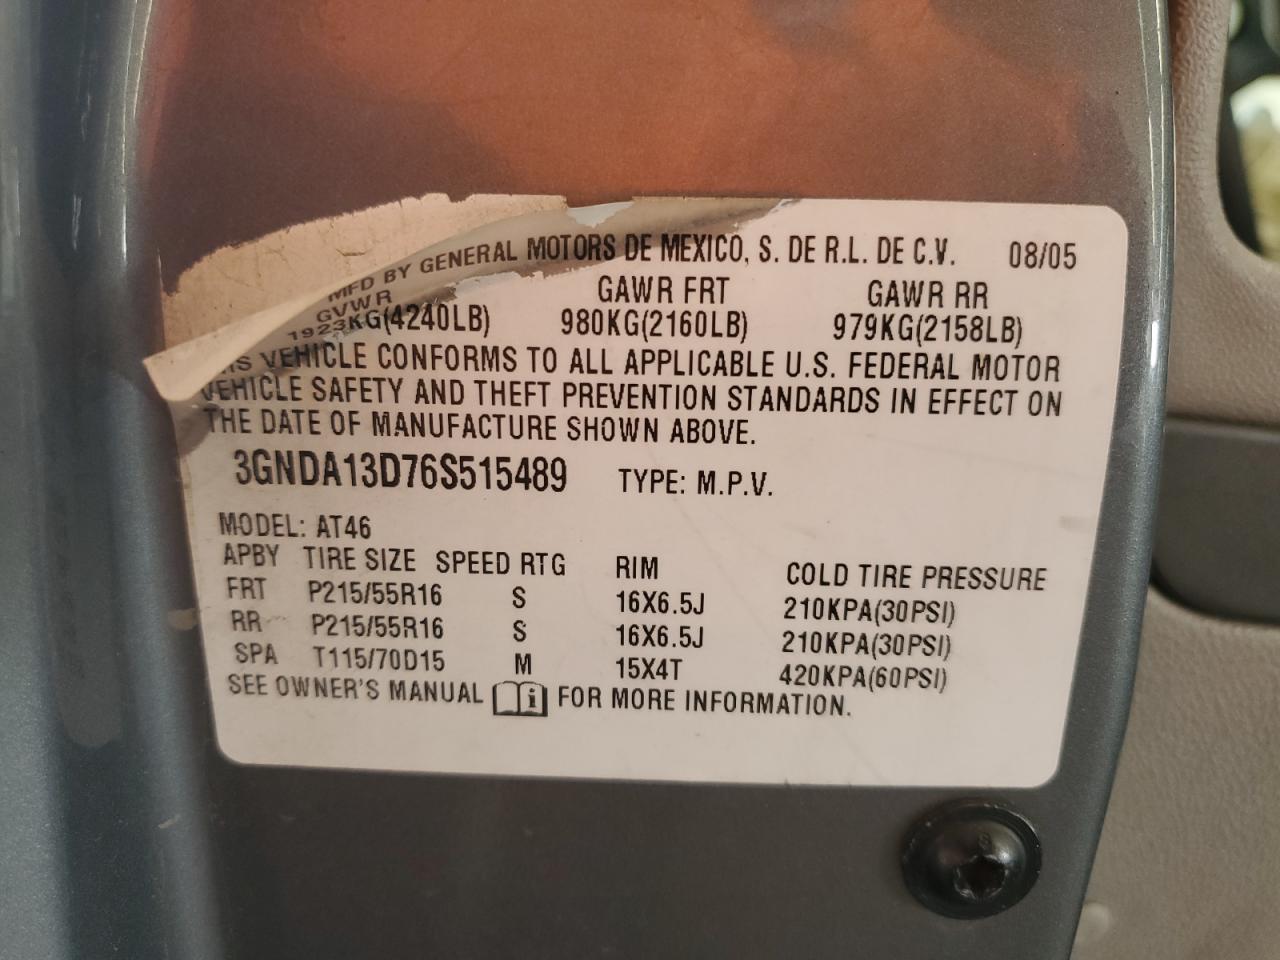 MFD BY GENERAL MOTORS DE MEXICO, S. DE R.L. DE C.V. 08/05
GVWR GAWR FRT GAWR RR
1923KG(4240LB) 980KG(2160LB) 979KG(2158LB)
VEHICLE CONFORMS TO ALL APPLICABLE U.S. FEDERAL MOTOR
VEHICLE SAFETY AND THEFT PREVENTION STANDARDS IN EFFECT ON
THE DATE OF MANUFACTURE SHOWN ABOVE.
3GNDA13D76S515489 TYPE: M.P.V.
MODEL: AT46
APBY TIRE SIZE SPEED RTG RIM COLD TIRE PRESSURE
FRT P215/55R16 S 16X6.5J 210KPA(30PSI)
RR P215/55R16 S 16X6.5J 210KPA(30PSI)
SPA T115/70D15 M 15X4T 420KPA(60PSI)
SEE OWNER'S MANUAL i FOR MORE INFORMATION.